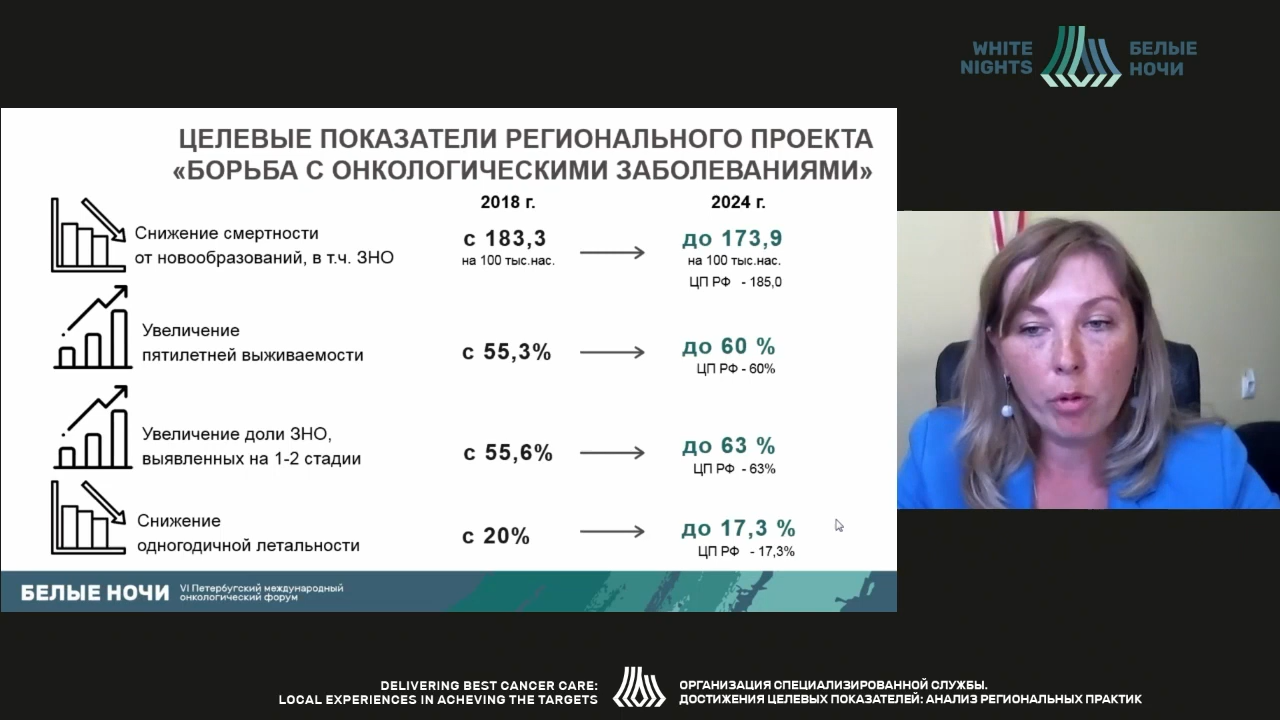 WHITE
NIGHTS
БЕЛЫЕ
НОЧИ
ЦЕЛЕВЫЕ ПОКАЗАТЕЛИ РЕГИОНАЛЬНОГО ПРОЕКТА
«БОРЬБА С ОНКОЛОГИЧЕСКИМИ ЗАБОЛЕВАНИЯМИ»
2018 г.
2024 г.
Снижение смертности
от новообразований, в т.ч. ЗНО
с 183,3
на 100 тыс.нас.
до 173,9
на 100 тыс.нас.
ЦП РФ - 185,0
Увеличение
пятилетней выживаемости
с 55,3%
до 60 %
ЦП РФ - 60%
Увеличение доли ЗНО,
выявленных на 1-2 стадии
с 55,6%
до 63 %
ЦП РФ - 63%
Снижение
одногодичной летальности
с 20%
до 17,3 %
ЦП РФ - 17,3%
БЕЛЫЕ НОЧИ
VI Петербугский международный
онкологический форум
DELIVERING BEST CANCER CARE:
LOCAL EXPERIENCES IN ACHEVING THE TARGETS
ОРГАНИЗАЦИЯ СПЕЦИАЛИЗИРОВАННОЙ СЛУЖБЫ.
ДОСТИЖЕНИЯ ЦЕЛЕВЫХ ПОКАЗАТЕЛЕЙ: АНАЛИЗ РЕГИОНАЛЬНЫХ ПРАКТИК